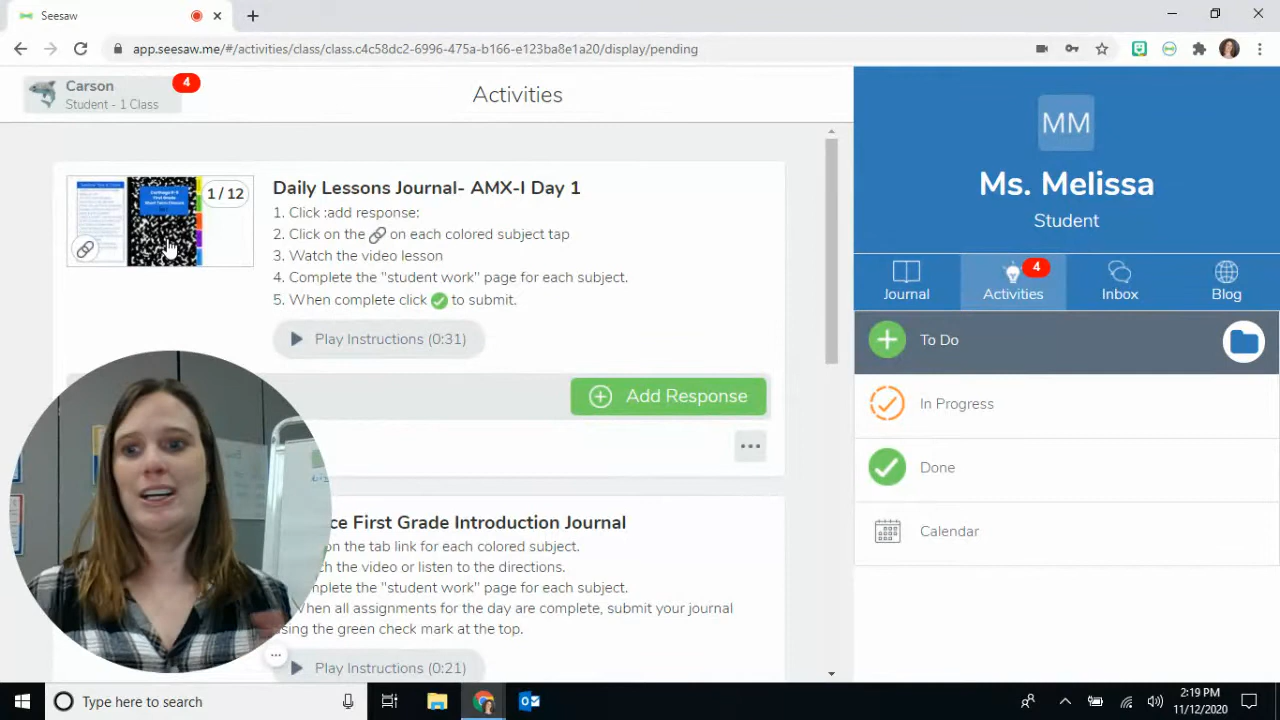 Seesaw
app.seesaw.me/#/activities/class/class.c4c58dc2-6996-475a-b166-e123ba8e1a20/display/pending
Carson
Student - 1 Class
4
Activities
1 / 12
Daily Lessons Journal- AMX-I Day 1
1. Click :add response:
2. Click on the on each colored subject tap
3. Watch the video lesson
4. Complete the "student work" page for each subject.
5. When complete click to submit.
Play Instructions (0:31)
Add Response
ce First Grade Introduction Journal
on the tab link for each colored subject.
ch the video or listen to the directions.
mplete the "student work" page for each subject.
When all assignments for the day are complete, submit your journal
sing the green check mark at the top.
Play Instructions (0:21)
MM
Ms. Melissa
Student
Journal
Activities
4
Inbox
Blog
To Do
In Progress
Done
Calendar
Type here to search
2:19 PM
11/12/2020